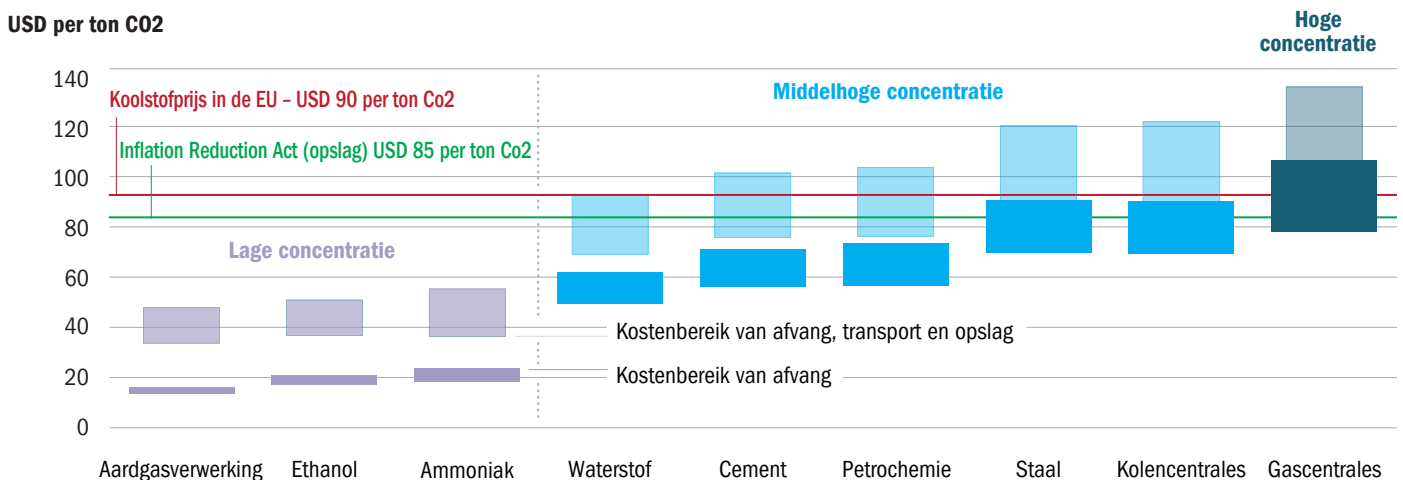 USD per ton CO2
Hoge
concentratie
140
Koolstofprijs in de EU – USD 90 per ton Co2
Middelhoge concentratie
120
Inflation Reduction Act (opslag) USD 85 per ton Co2
100
80
Lage concentratie
60
40
Kostenbereik van afvang, transport en opslag
20
Kostenbereik van afvang
0
Aardgasverwerking Ethanol Ammoniak Waterstof Cement Petrochemie Staal Kolencentrales Gascentrales